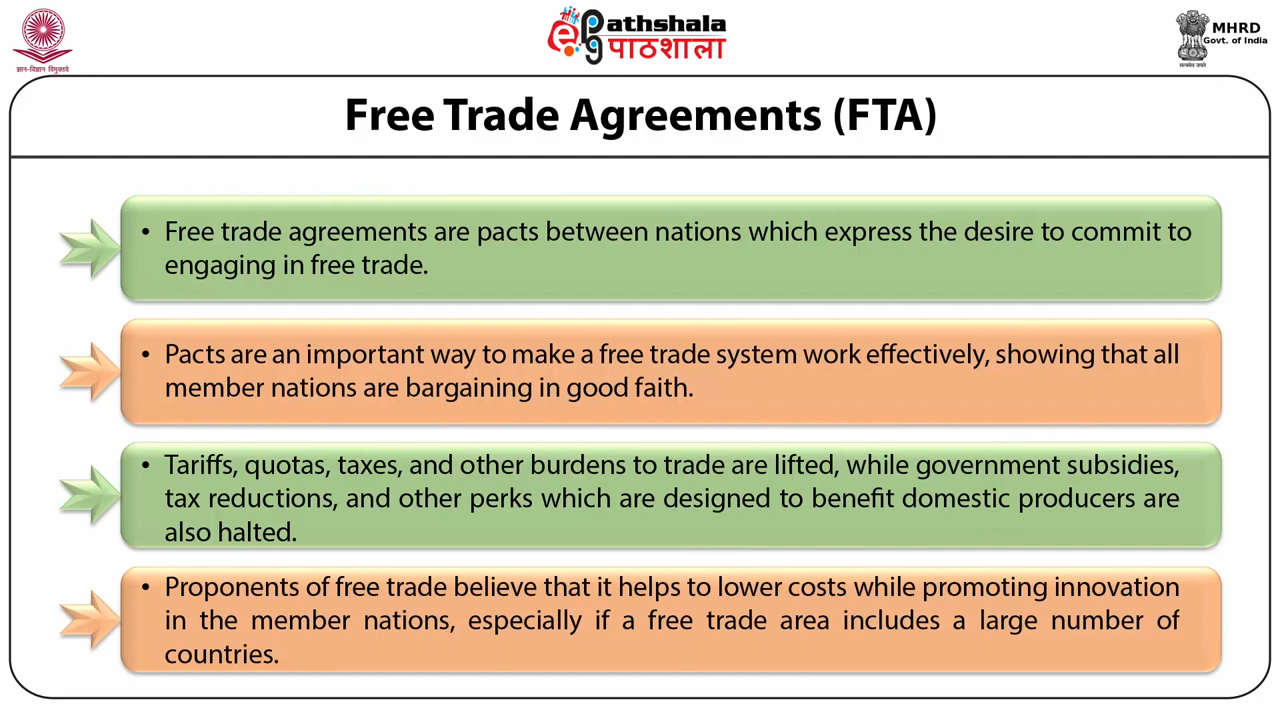 ज्ञान-विज्ञान विमुक्तये
ePGpathshala
पाठशाला
सत्यमेव जयते
MHRD
Govt. of India
Free Trade Agreements (FTA)
• Free trade agreements are pacts between nations which express the desire to commit to
engaging in free trade.
• Pacts are an important way to make a free trade system work effectively, showing that all
member nations are bargaining in good faith.
• Tariffs, quotas, taxes, and other burdens to trade are lifted, while government subsidies,
tax reductions, and other perks which are designed to benefit domestic producers are
also halted.
• Proponents of free trade believe that it helps to lower costs while promoting innovation
in the member nations, especially if a free trade area includes a large number of
countries.